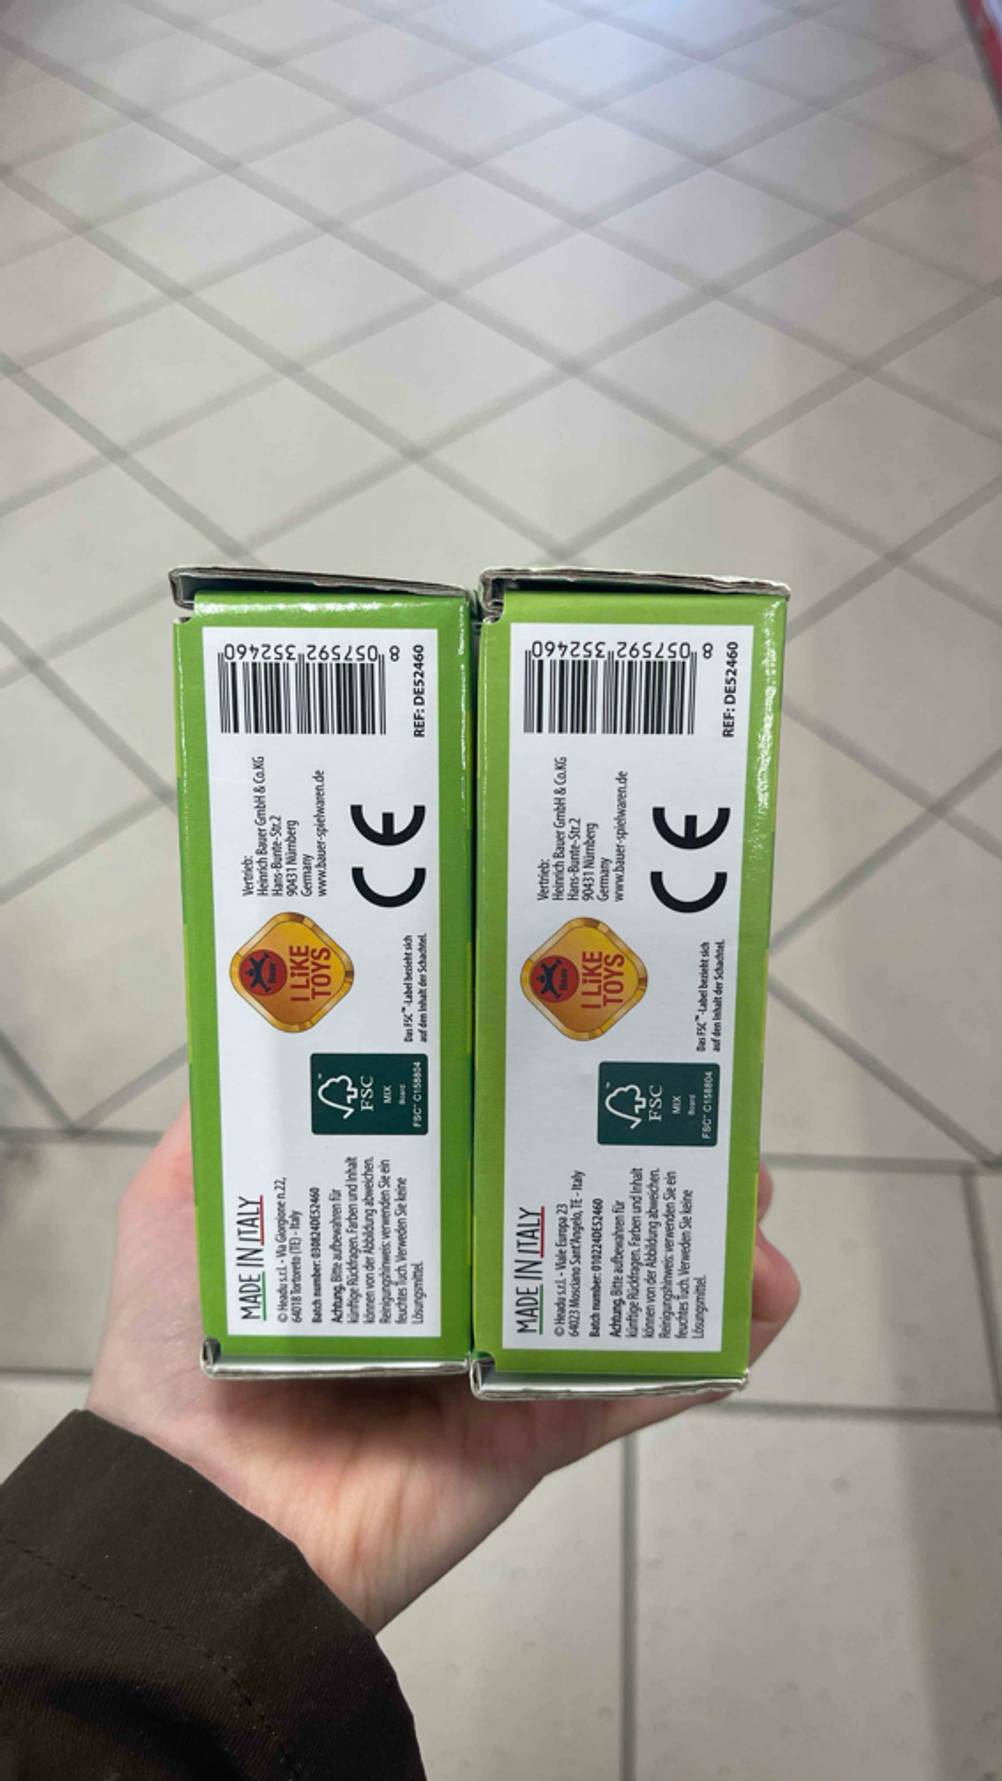 MADE IN ITALY
© Headu s.r.l. - Via Giorgione n.22,
64018 Tortoreto (TE) - Italy
Batch number: 030824DE52460
Achtung. Bitte aufbewahren für
künftige Rückfragen. Farben und Inhalt
können von der Abbildung abweichen.
Reinigungshinweis: verwenden Sie ein
feuchtes Tuch. Verweden Sie keine
Lösungsmittel.
FSC™
MIX
Board
FSC™ C158804
Das FSC™-Label bezieht sich
auf den Inhalt der Schachtel.
Bauer
I LiKE
TOYS
Vertrieb:
Heinrich Bauer GmbH & Co.KG
Hans-Bunte-Str.2
90431 Nürnberg
Germany
www.bauer-spielwaren.de
CE
8 057592 352460
REF: DE52460
MADE IN ITALY
© Headu s.r.l. - Viale Europa 23
64023 Mosciano Sant'Angelo, TE - Italy
Batch number: 010224DE52460
Achtung. Bitte aufbewahren für
künftige Rückfragen. Farben und Inhalt
können von der Abbildung abweichen.
Reinigungshinweis: verwenden Sie ein
feuchtes Tuch. Verweden Sie keine
Lösungsmittel.
FSC™
MIX
Board
FSC™ C158804
Das FSC™-Label bezieht sich
auf den Inhalt der Schachtel.
Bauer
I LiKE
TOYS
Vertrieb:
Heinrich Bauer GmbH & Co.KG
Hans-Bunte-Str.2
90431 Nürnberg
Germany
www.bauer-spielwaren.de
CE
8 057592 352460
REF: DE52460